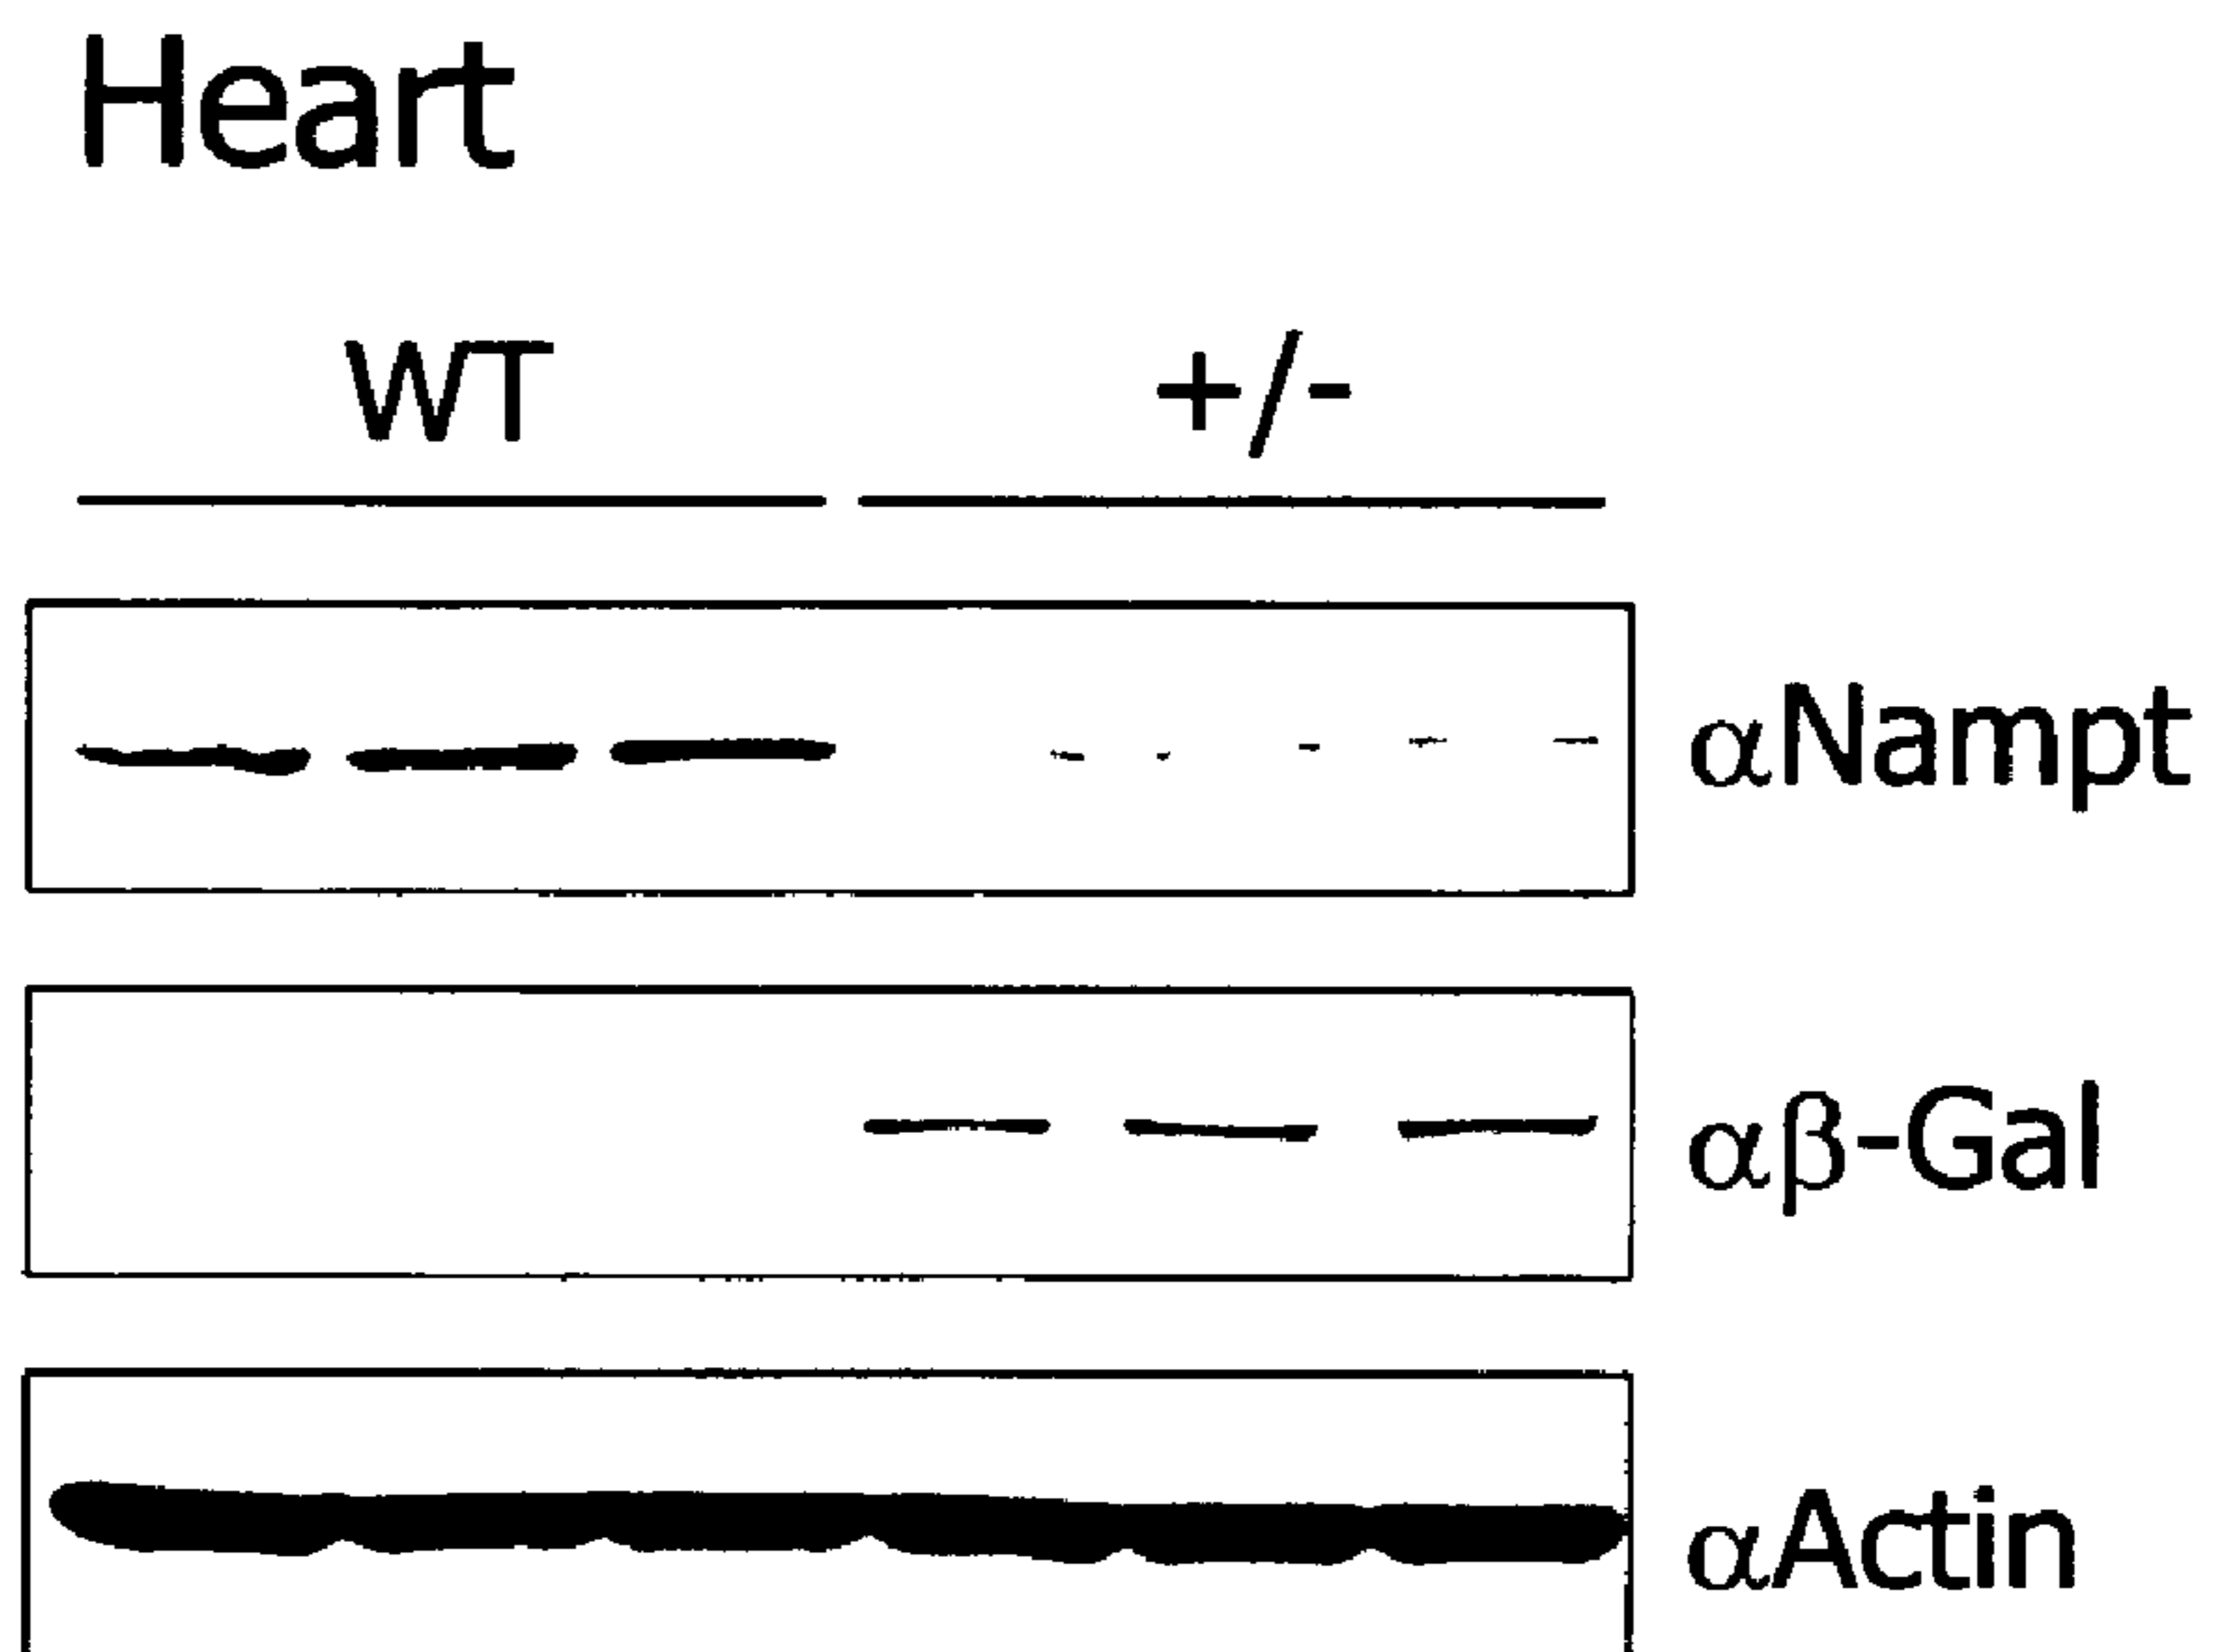 Heart
WT +/-
αNampt
αβ-Gal
αActin